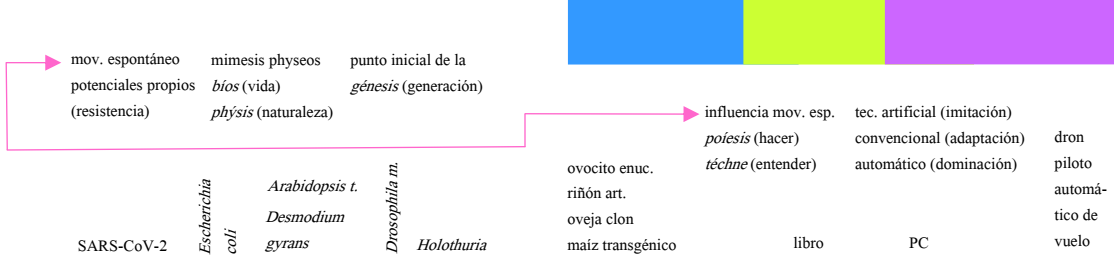 mov. espontáneo
potenciales propios
(resistencia)
mimesis physeos
bíos (vida)
phýsis (naturaleza)
punto inicial de la
génesis (generación)
influencia mov. esp.
poíesis (hacer)
téchne (entender)
tec. artificial (imitación)
convencional (adaptación)
automático (dominación)
SARS-CoV-2
Escherichia
coli
Arabidopsis t.
Desmodium
gyrans
Drosophila m.
Holothuria
ovocito enuc.
riñón art.
oveja clon
maíz transgénico
libro
PC
dron
piloto
automá-
tico de
vuelo